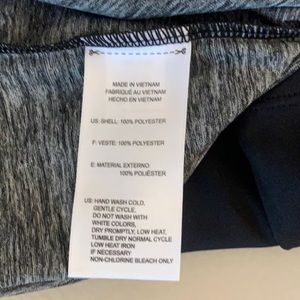 MADE IN VIETNAM
FABRIQUÉ AU VIETNAM
HECHO EN VIETNAM
US: SHELL: 100% POLYESTER
F: VESTE: 100% POLYESTER
E: MATERIAL EXTERNO:
100% POLIÉSTER
US: HAND WASH COLD,
GENTLE CYCLE,
DO NOT WASH WITH
WHITE COLORS,
DRY PROMPTLY, LOW HEAT,
TUMBLE DRY NORMAL CYCLE
LOW HEAT IRON
IF NECESSARY
NON-CHLORINE BLEACH ONLY